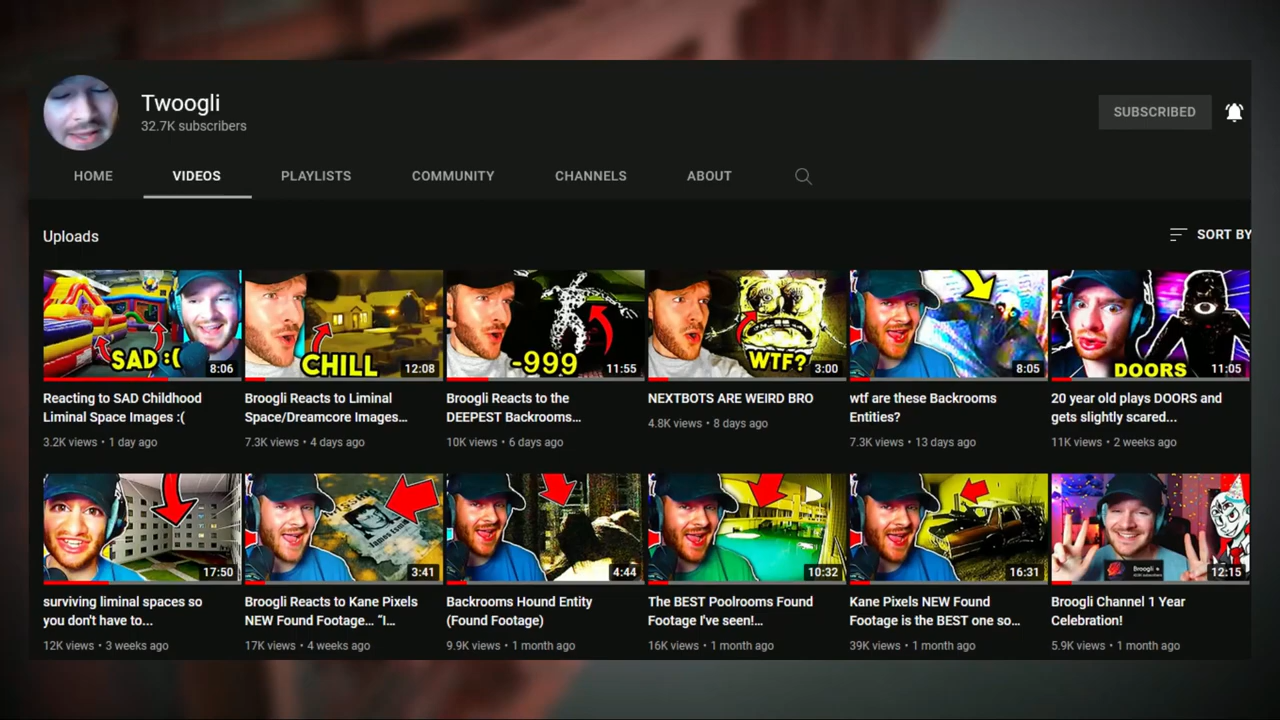 Twoogli
32.7K subscribers
SUBSCRIBED
HOME
VIDEOS
PLAYLISTS
COMMUNITY
CHANNELS
ABOUT
Uploads
SORT BY
SAD :(
8:06
CHILL
12:08
-999
11:55
WTF?
3:00
8:05
DOORS
11:05
Reacting to SAD Childhood
Liminal Space Images :(
3.2K views • 1 day ago
Broogli Reacts to Liminal
Space/Dreamcore Images...
7.3K views • 4 days ago
Broogli Reacts to the
DEEPEST Backrooms...
10K views • 6 days ago
NEXTBOTS ARE WEIRD BRO
4.8K views • 8 days ago
wtf are these Backrooms
Entities?
7.3K views • 13 days ago
20 year old plays DOORS and
gets slightly scared...
11K views • 2 weeks ago
17:50
3:41
4:44
10:32
16:31
Broogli
12:15
surviving liminal spaces so
you don't have to...
12K views • 3 weeks ago
Broogli Reacts to Kane Pixels
NEW Found Footage... “I...
17K views • 4 weeks ago
Backrooms Hound Entity
(Found Footage)
9.9K views • 1 month ago
The BEST Poolrooms Found
Footage I've seen!...
16K views • 1 month ago
Kane Pixels NEW Found
Footage is the BEST one so...
39K views • 1 month ago
Broogli Channel 1 Year
Celebration!
5.9K views • 1 month ago